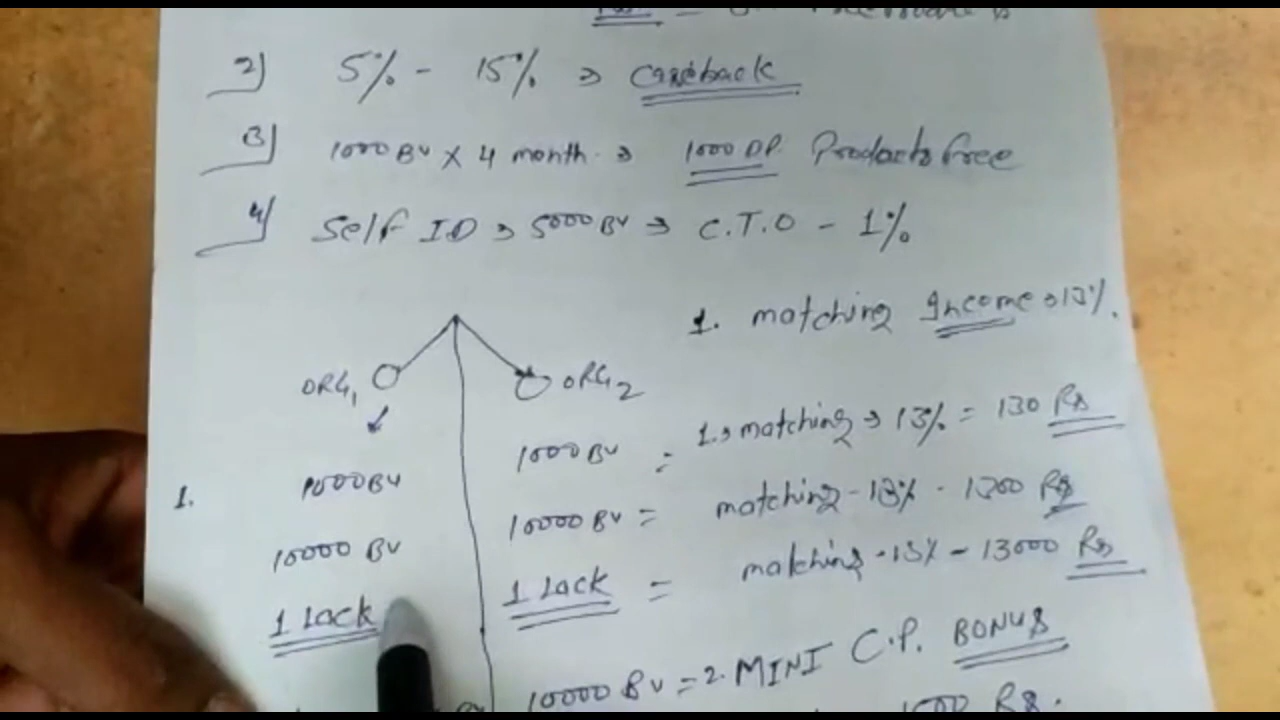 2) 5% - 15% → Caseback
3) 1000 BV X 4 month → 1000 DP. Products free
4) Self ID → 5000 BV → C.T.O - 1%
1. matching Income → 13%.
ORG1 ORG2
1. 1000 BV 1000 BV = 1. → matching → 13% = 130 Rs
10000 BV 10000 BV = matching - 13% - 1300 Rs
1 Lack 1 Lack = matching - 13% - 13000 Rs
10000 BV = 2. MINI C.P. BONUS
Rs.